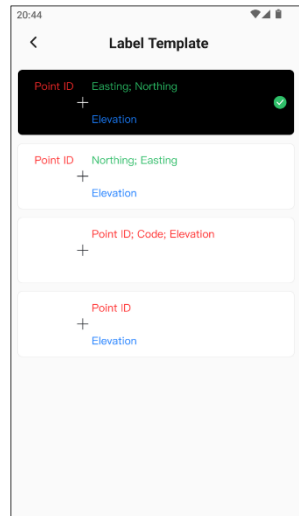 20:44
Label Template
Point ID Easting; Northing
Elevation
Point ID Northing; Easting
Elevation
Point ID; Code; Elevation
Point ID
Elevation